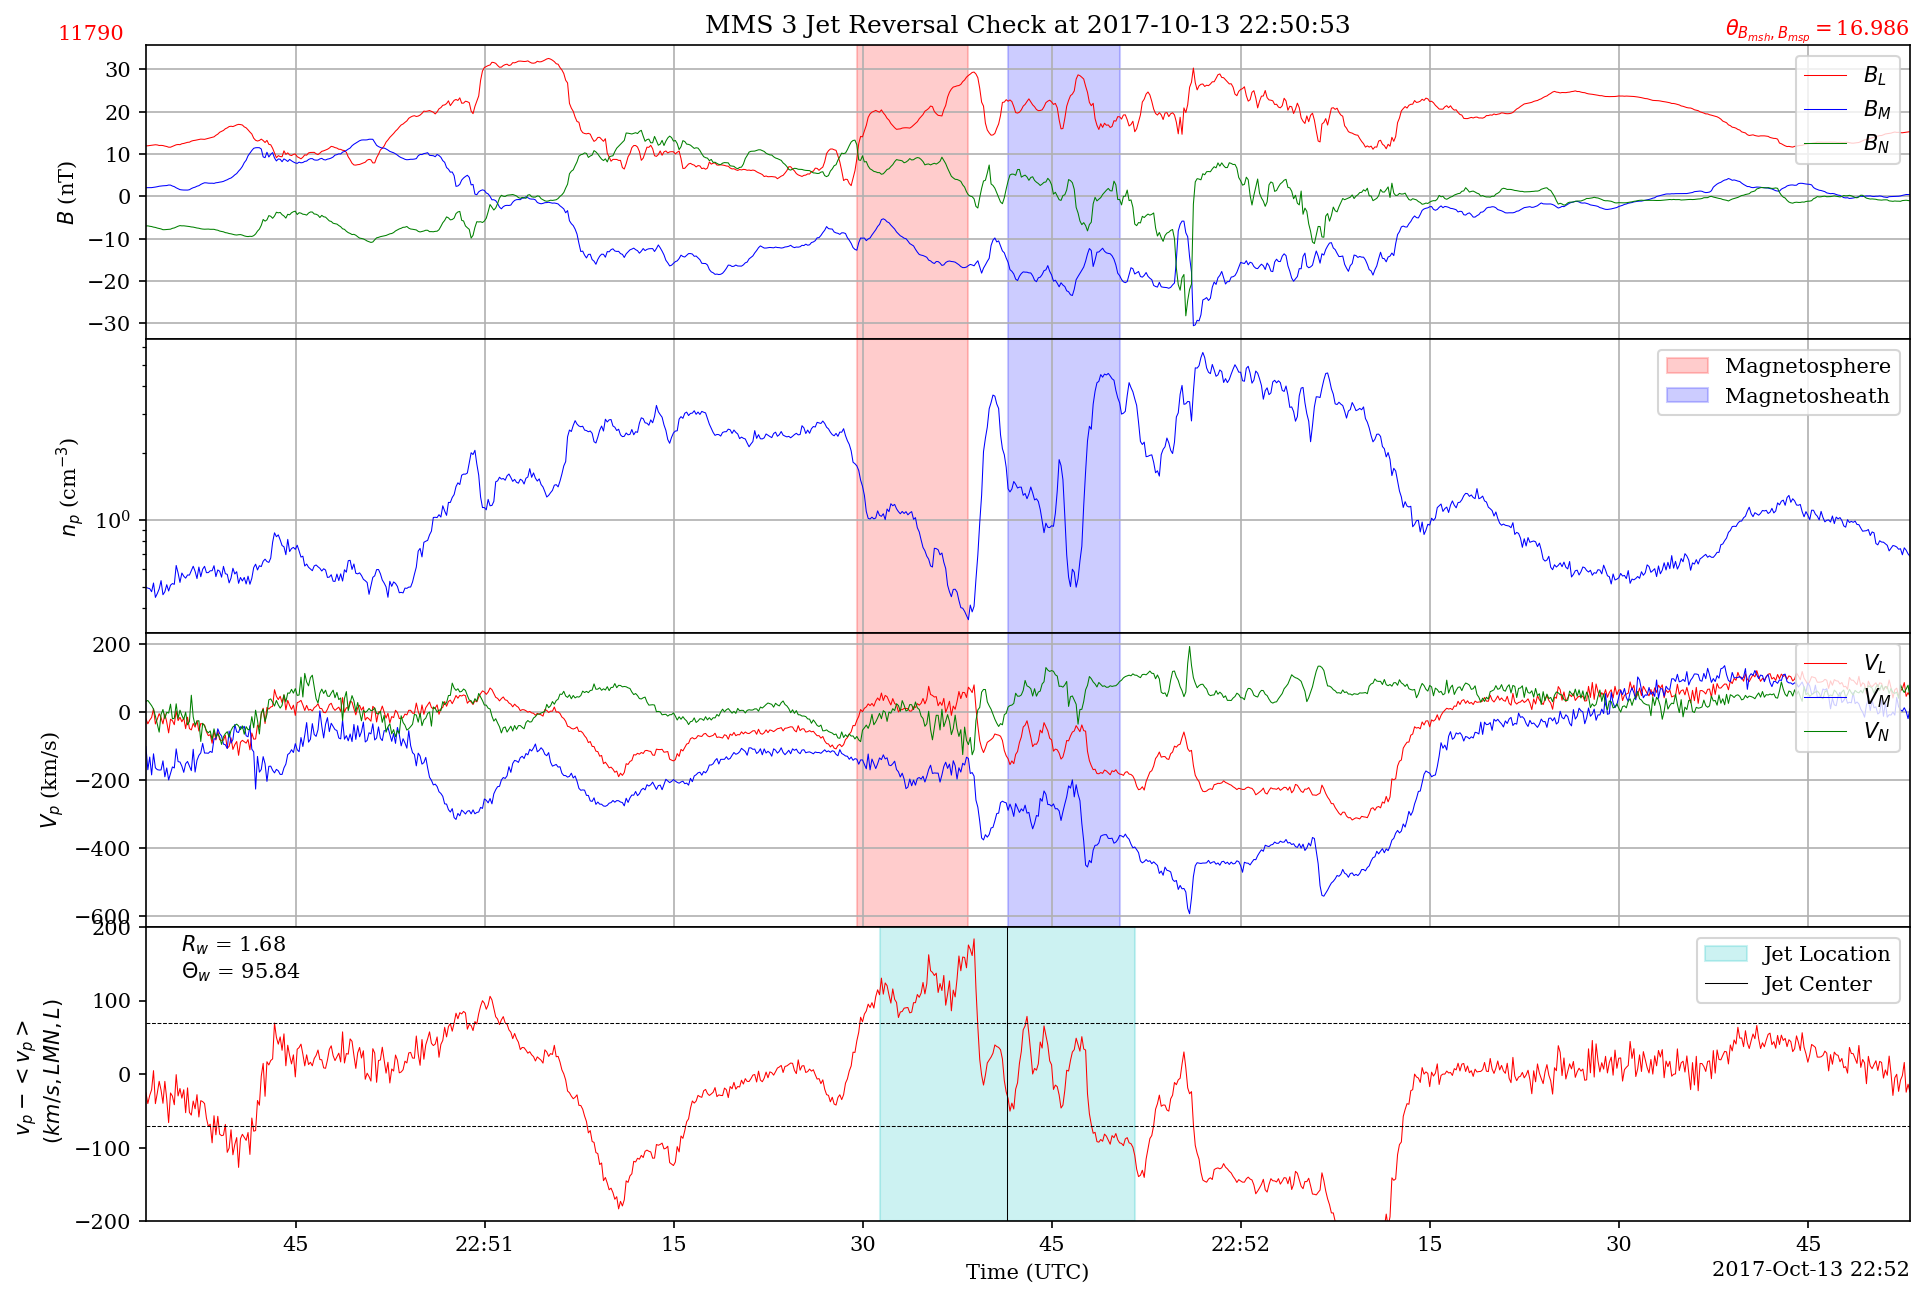 MMS 3 Jet Reversal Check at 2017-10-13 22:50:53
11790
θ_{B_{msh}, B_{msp}} = 16.986
30
20
10
0
−10
−20
−30
B (nT)
B_L
B_M
B_N
10^0
n_p (cm^{−3})
Magnetosphere
Magnetosheath
200
0
−200
−400
−600
V_p (km/s)
V_L
V_M
V_N
200
100
0
−100
−200
v_p − < v_p >
(km/s, LMN, L)
R_w = 1.68
Θ_w = 95.84
Jet Location
Jet Center
45 22:51 15 30 45 22:52 15 30 45
Time (UTC)
2017-Oct-13 22:52